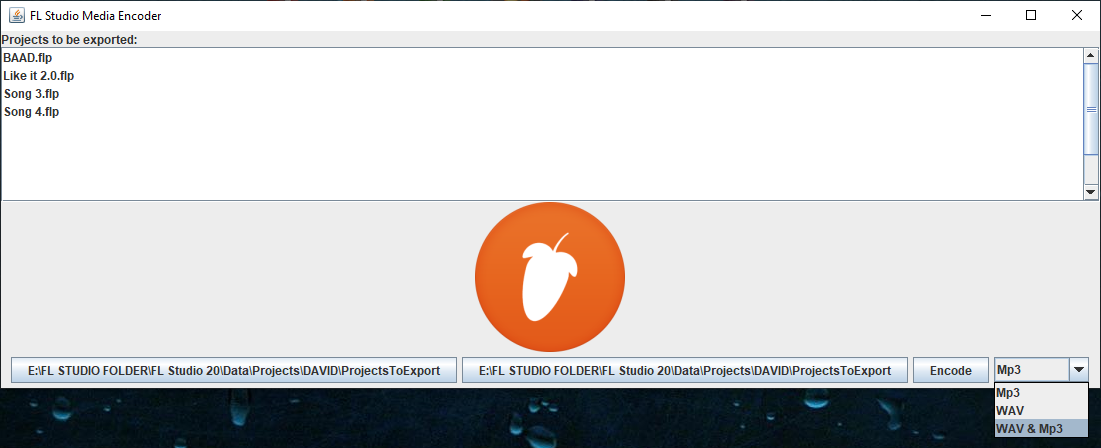 FL Studio Media Encoder
Projects to be exported:
BAAD.flp
Like it 2.0.flp
Song 3.flp
Song 4.flp
E:\FL STUDIO FOLDER\FL Studio 20\Data\Projects\DAVID\ProjectsToExport
E:\FL STUDIO FOLDER\FL Studio 20\Data\Projects\DAVID\ProjectsToExport
Encode
Mp3
Mp3
WAV
WAV & Mp3